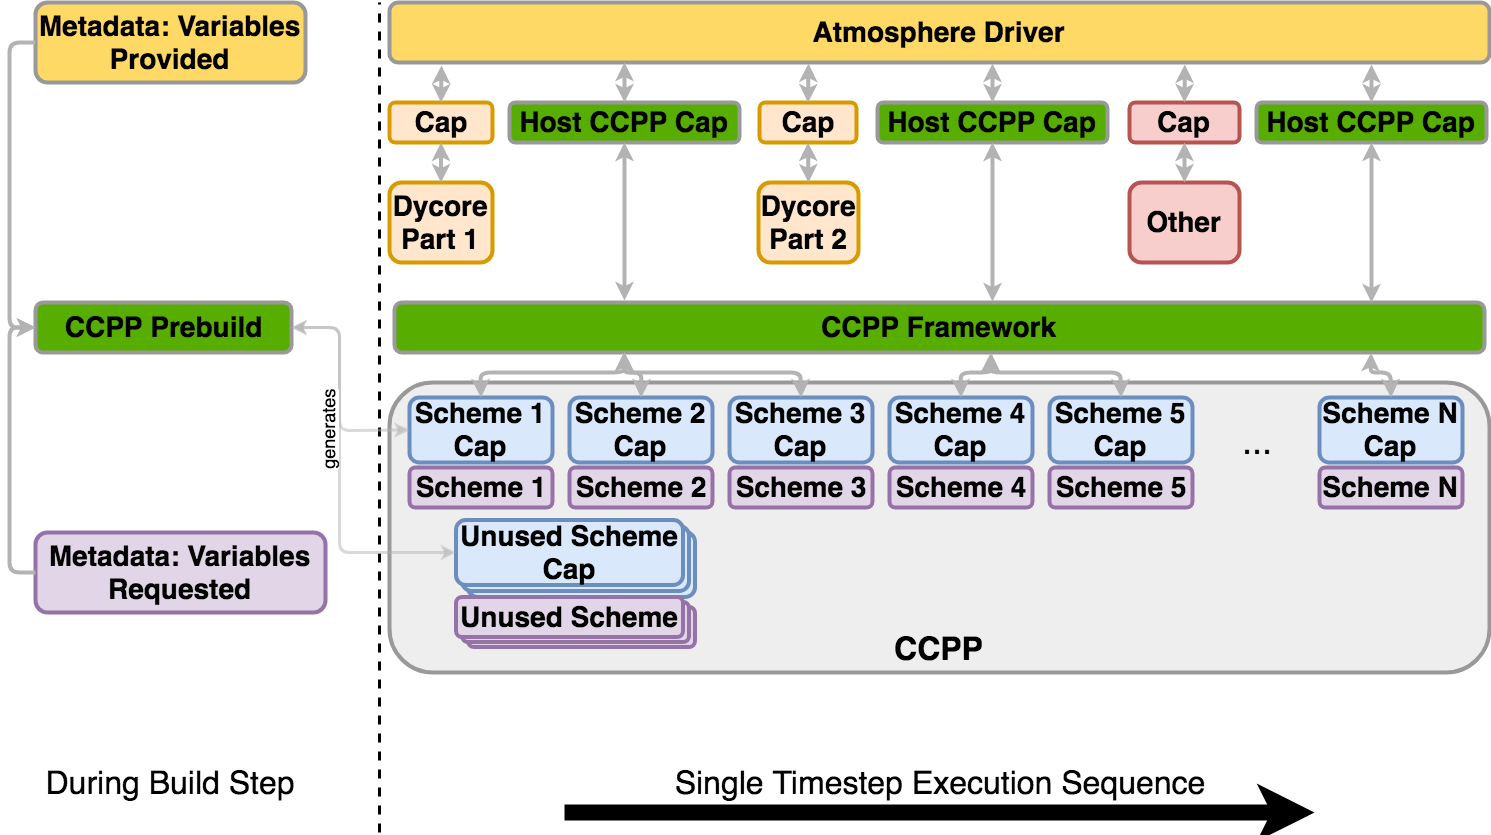 Metadata: Variables
Provided
Atmosphere Driver
Cap
Host CCPP Cap
Cap
Host CCPP Cap
Cap
Host CCPP Cap
Dycore
Part 1
Dycore
Part 2
Other
CCPP Prebuild
CCPP Framework
generates
Scheme 1
Cap
Scheme 2
Cap
Scheme 3
Cap
Scheme 4
Cap
Scheme 5
Cap
...
Scheme N
Cap
Scheme 1
Scheme 2
Scheme 3
Scheme 4
Scheme 5
Scheme N
Metadata: Variables
Requested
Unused Scheme
Cap
Unused Scheme
CCPP
During Build Step
Single Timestep Execution Sequence